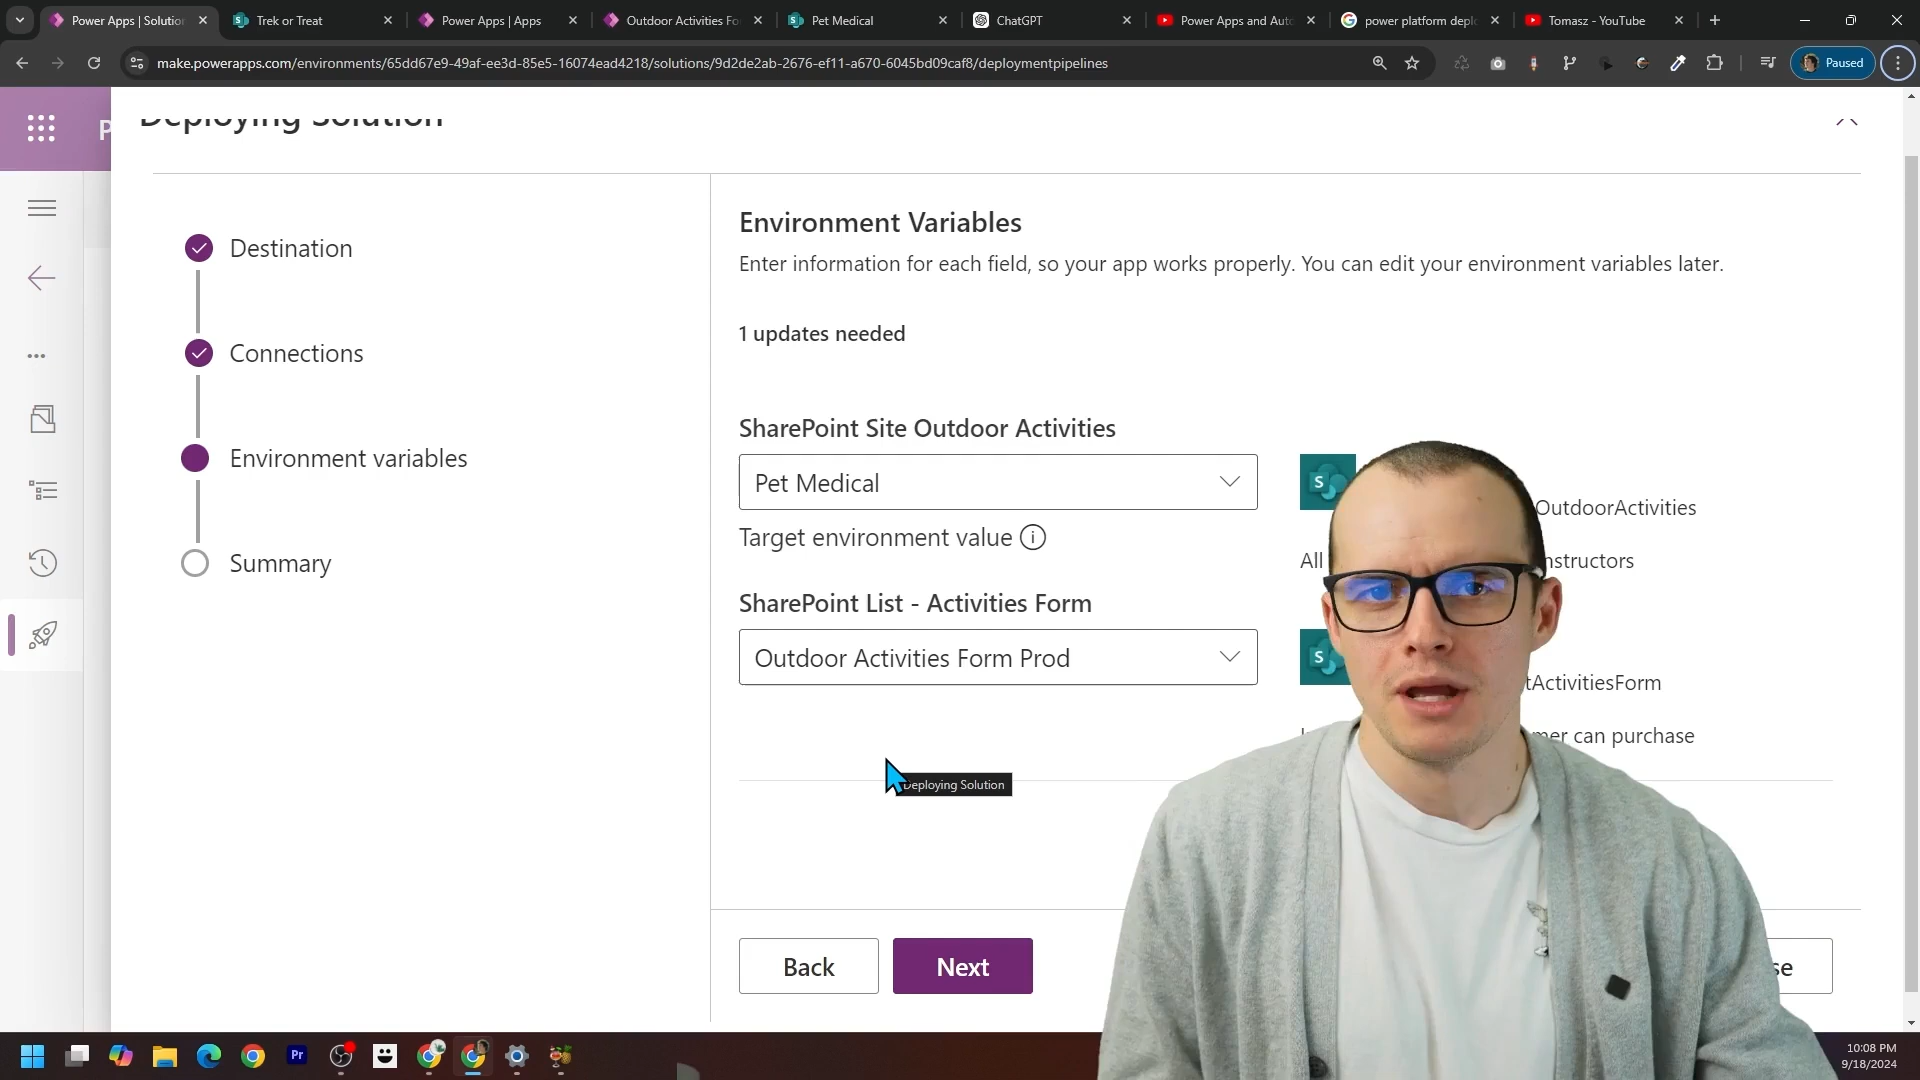 Power Apps | Solutio
Trek or Treat
Power Apps | Apps
Outdoor Activities Fo
Pet Medical
ChatGPT
Power Apps and Auto
power platform depl
Tomasz - YouTube
make.powerapps.com/environments/65dd67e9-49af-ee3d-85e5-16074ead4218/solutions/9d2de2ab-2676-ef11-a670-6045bd09caf8/deploymentpipelines
Paused
P
Deploying Solution
Destination
Connections
Environment variables
Summary
Environment Variables
Enter information for each field, so your app works properly. You can edit your environment variables later.
1 updates needed
SharePoint Site Outdoor Activities
Pet Medical
S
OutdoorActivities
Target environment value
All
nstructors
SharePoint List - Activities Form
Outdoor Activities Form Prod
S
tActivitiesForm
mer can purchase
Deploying Solution
Back
Next
se
Pr
10:08 PM
9/18/2024